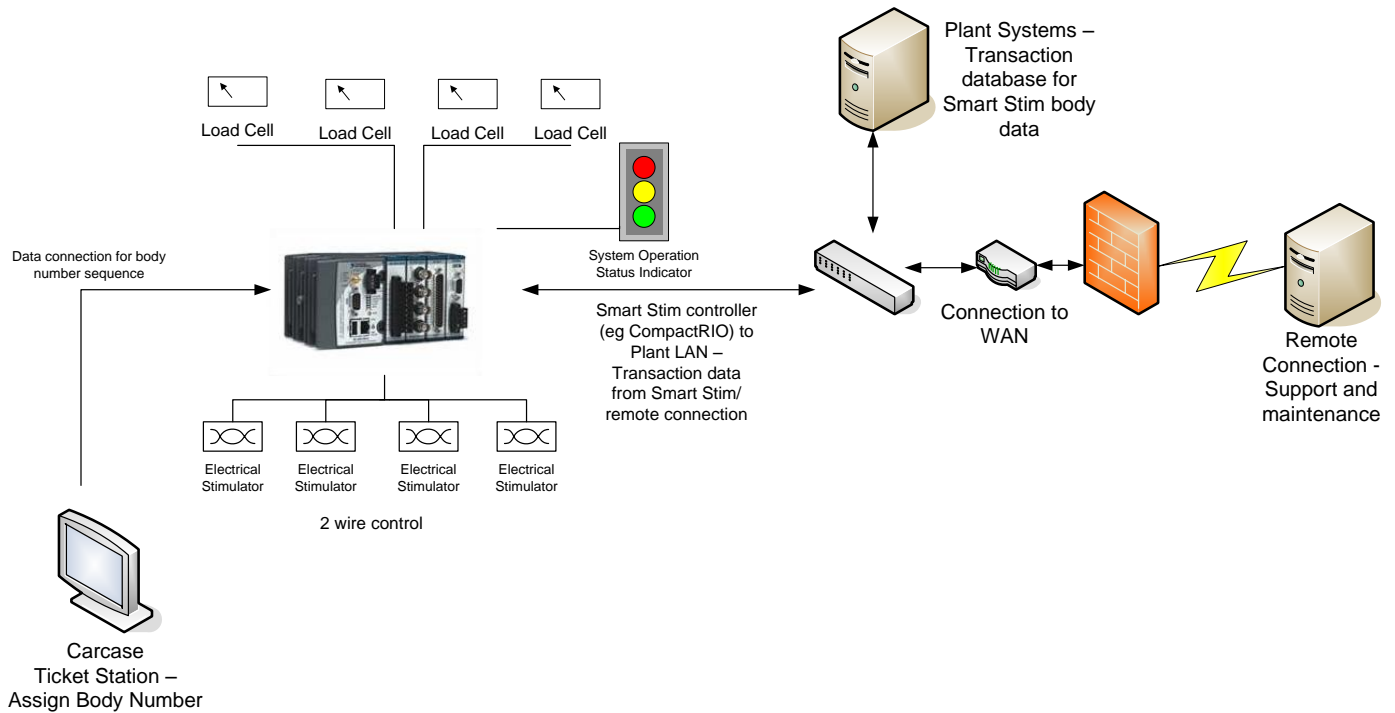 Plant Systems –
Transaction
database for
Smart Stim body
data
Load Cell
Load Cell
Load Cell
Load Cell
Data connection for body
number sequence
System Operation
Status Indicator
Smart Stim controller
(eg CompactRIO) to
Plant LAN –
Transaction data
from Smart Stim/
remote connection
Connection to
WAN
Remote
Connection -
Support and
maintenance
Electrical
Stimulator
Electrical
Stimulator
Electrical
Stimulator
Electrical
Stimulator
2 wire control
Carcase
Ticket Station –
Assign Body Number